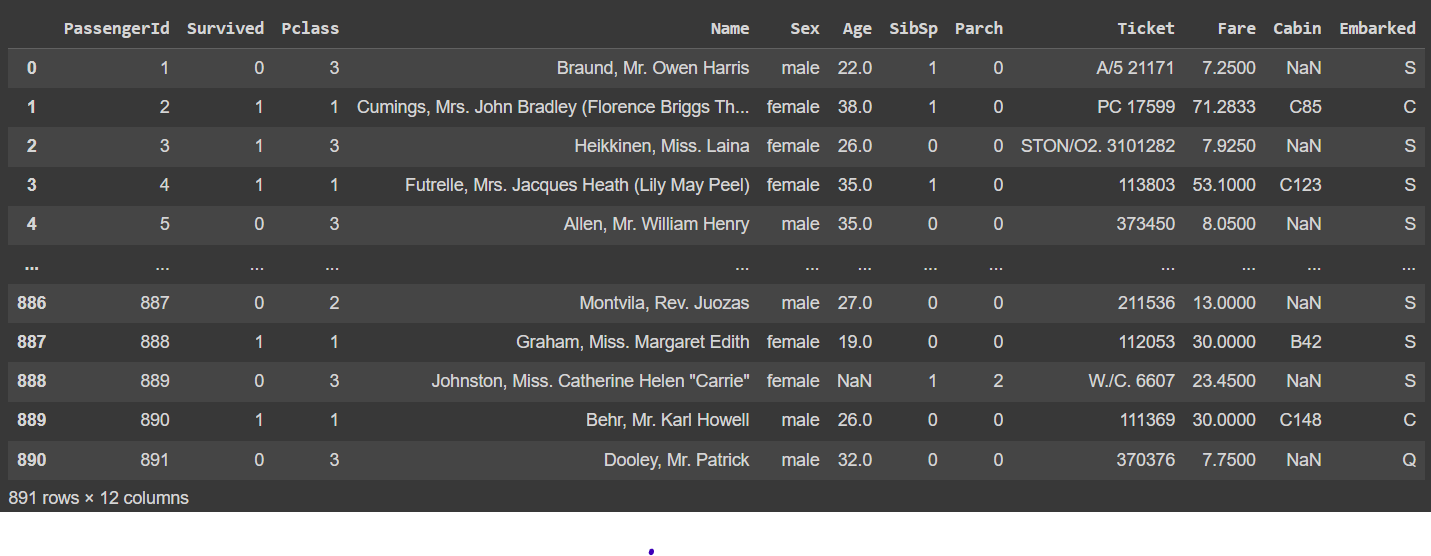 PassengerId Survived Pclass Name Sex Age SibSp Parch Ticket Fare Cabin Embarked
0 1 0 3 Braund, Mr. Owen Harris male 22.0 1 0 A/5 21171 7.2500 NaN S
1 2 1 1 Cumings, Mrs. John Bradley (Florence Briggs Th... female 38.0 1 0 PC 17599 71.2833 C85 C
2 3 1 3 Heikkinen, Miss. Laina female 26.0 0 0 STON/O2. 3101282 7.9250 NaN S
3 4 1 1 Futrelle, Mrs. Jacques Heath (Lily May Peel) female 35.0 1 0 113803 53.1000 C123 S
4 5 0 3 Allen, Mr. William Henry male 35.0 0 0 373450 8.0500 NaN S
... ... ... ... ... ... ... ... ... ... ... ... ...
886 887 0 2 Montvila, Rev. Juozas male 27.0 0 0 211536 13.0000 NaN S
887 888 1 1 Graham, Miss. Margaret Edith female 19.0 0 0 112053 30.0000 B42 S
888 889 0 3 Johnston, Miss. Catherine Helen "Carrie" female NaN 1 2 W./C. 6607 23.4500 NaN S
889 890 1 1 Behr, Mr. Karl Howell male 26.0 0 0 111369 30.0000 C148 C
890 891 0 3 Dooley, Mr. Patrick male 32.0 0 0 370376 7.7500 NaN Q
891 rows × 12 columns